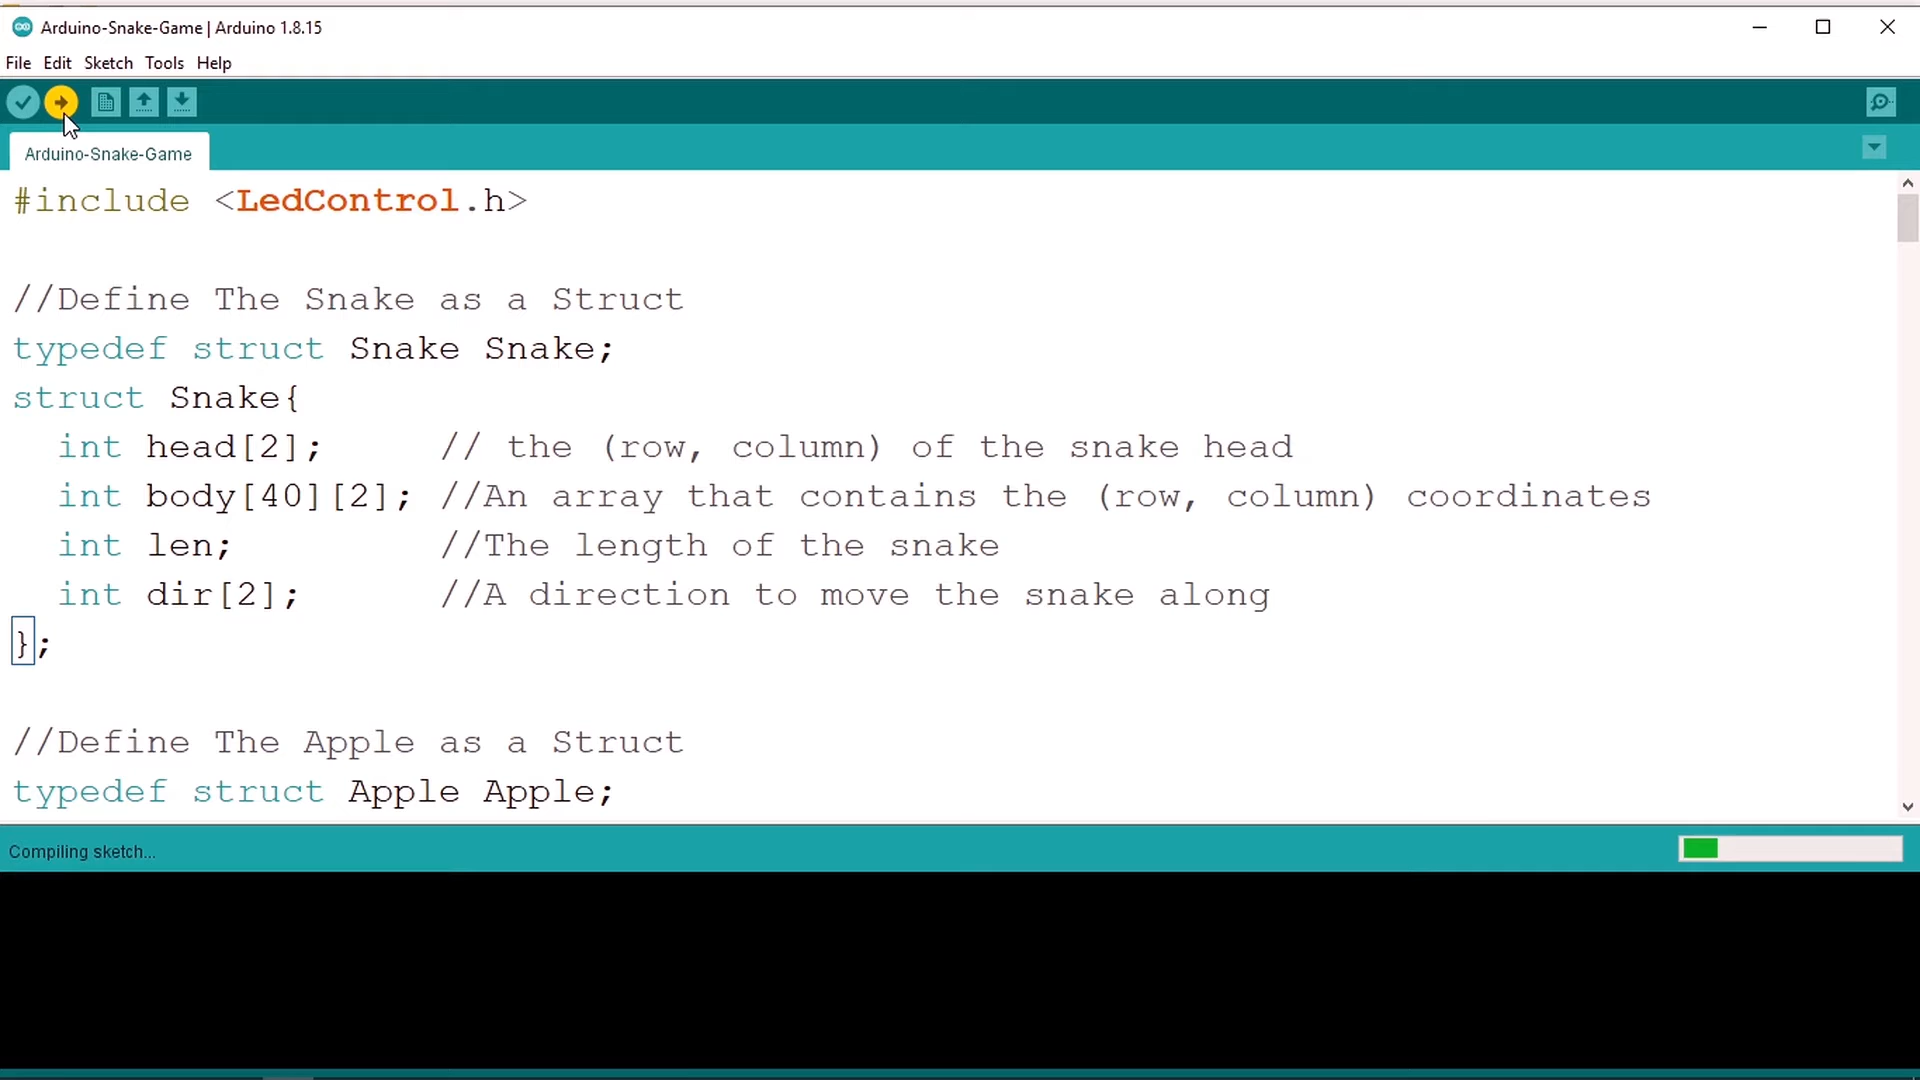 Arduino-Snake-Game | Arduino 1.8.15
File Edit Sketch Tools Help
Arduino-Snake-Game
#include <LedControl.h>
//Define The Snake as a Struct
typedef struct Snake Snake;
struct Snake{
int head[2]; // the (row, column) of the snake head
int body[40][2]; //An array that contains the (row, column) coordinates
int len; //The length of the snake
int dir[2]; //A direction to move the snake along
};
//Define The Apple as a Struct
typedef struct Apple Apple;
Compiling sketch...